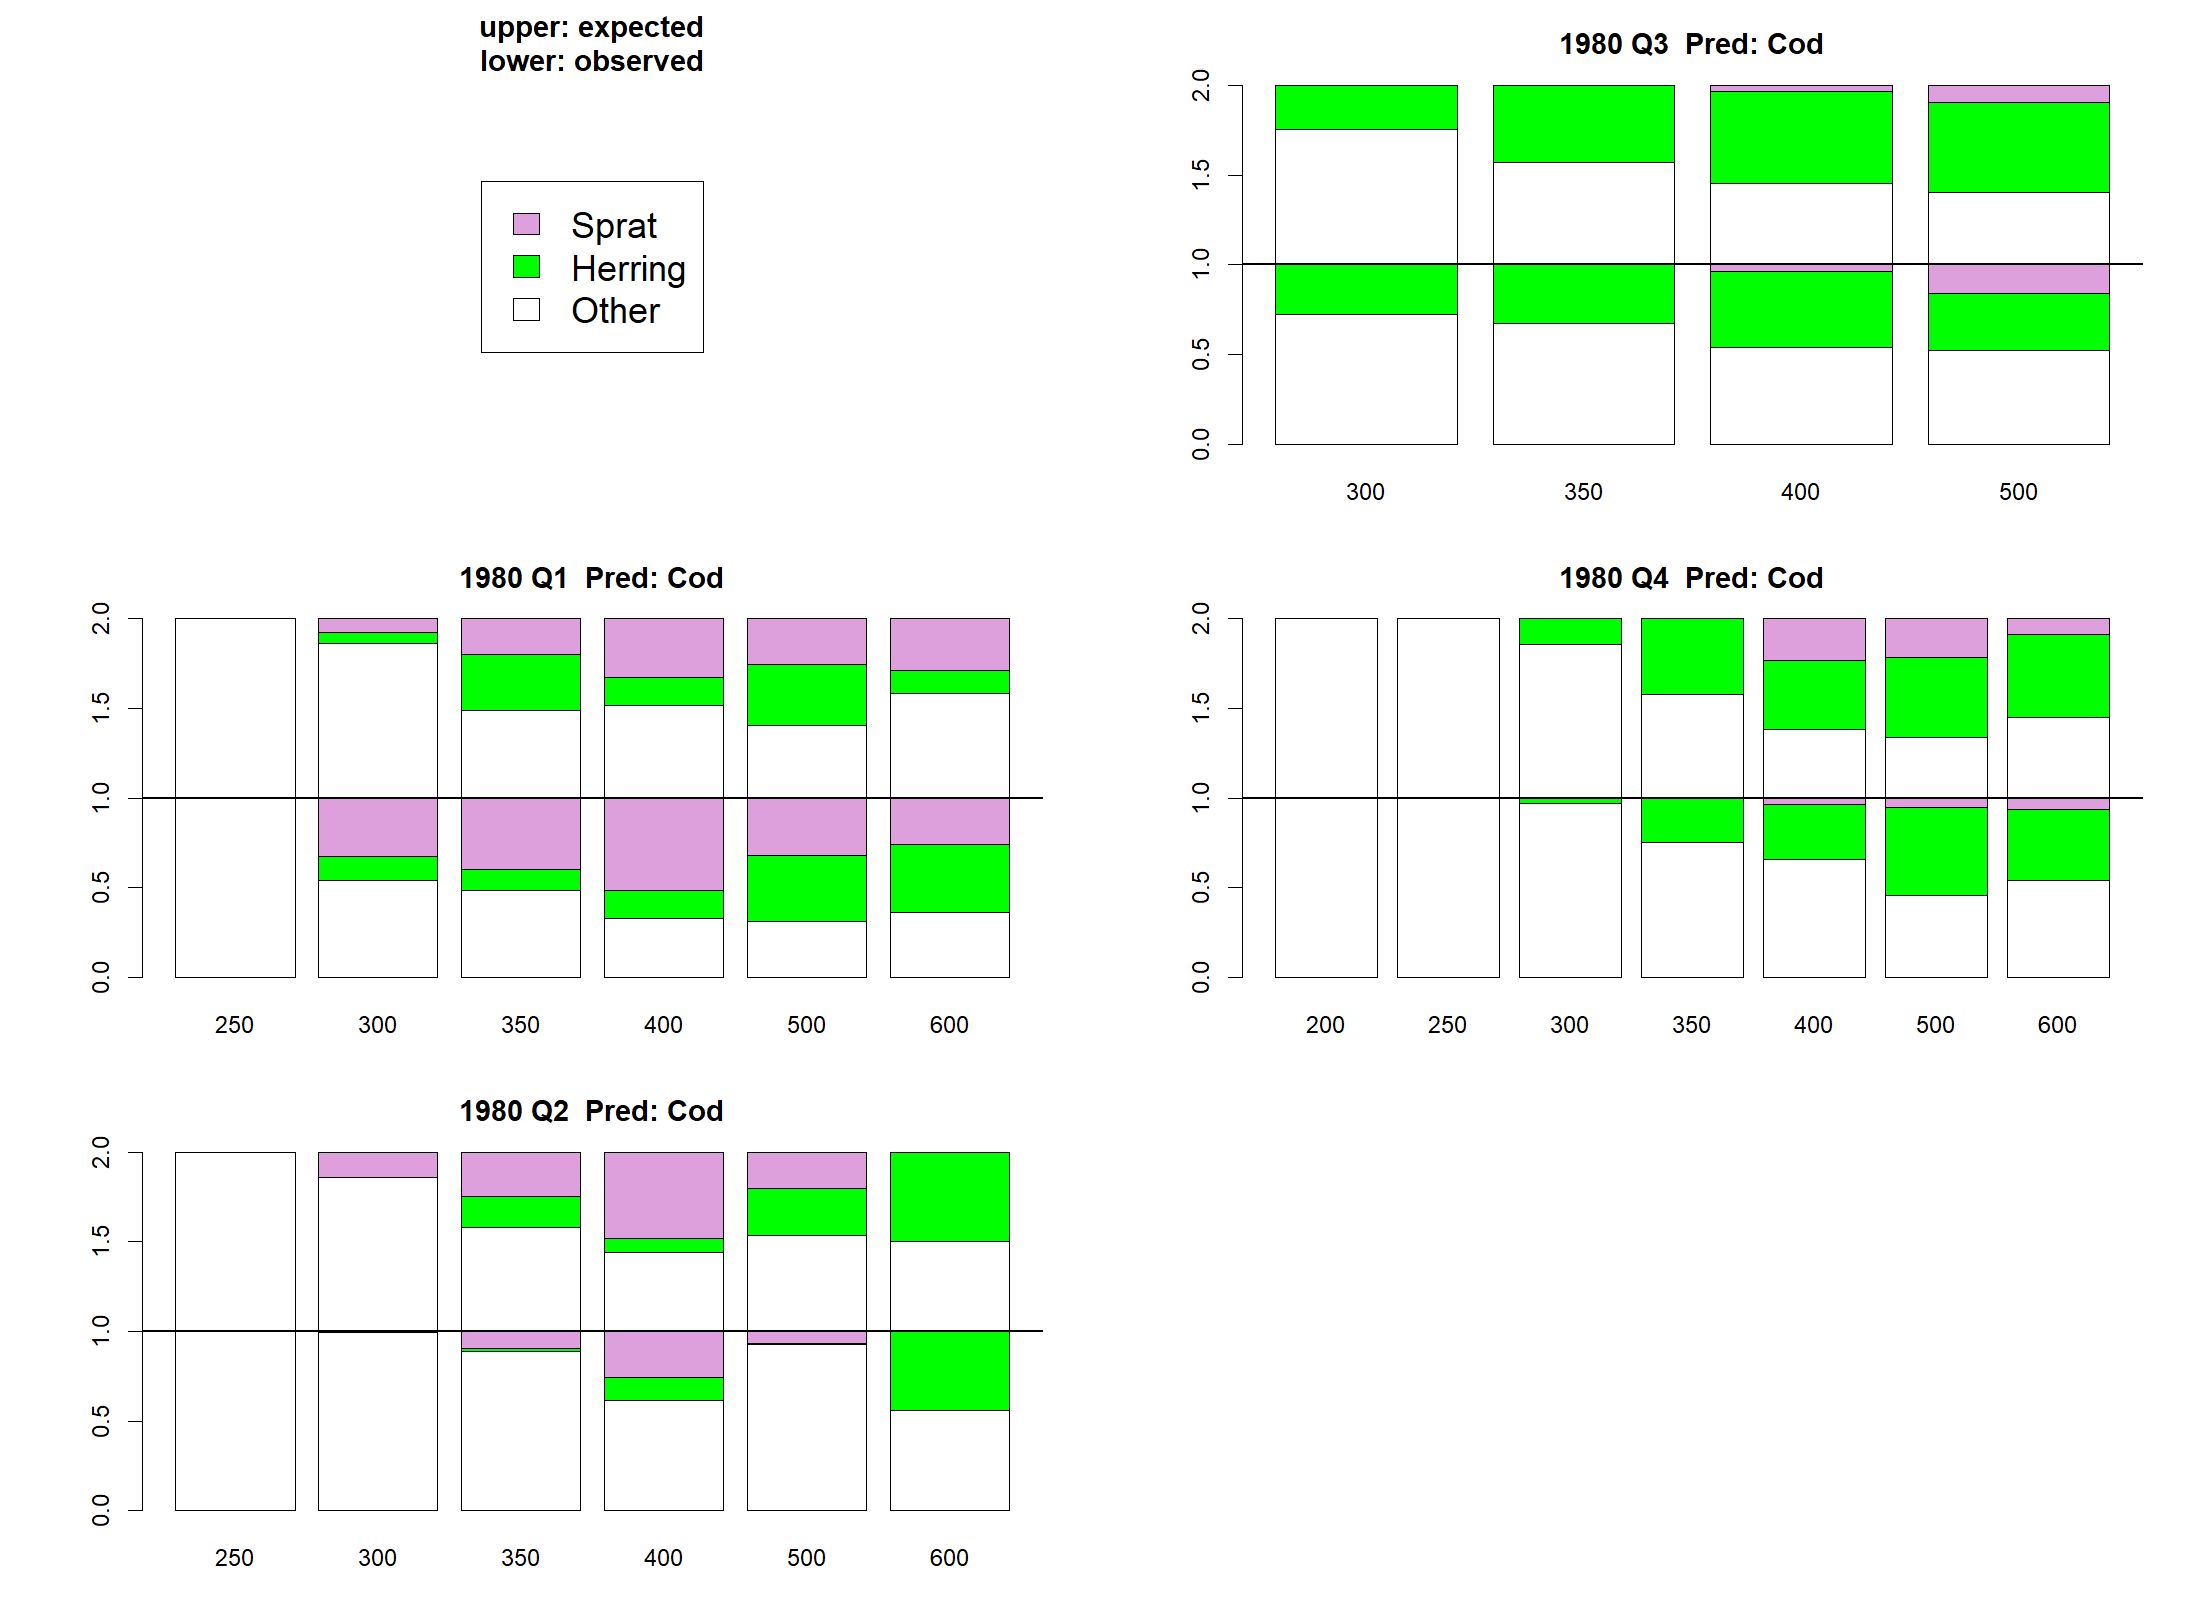 upper: expected
lower: observed
Sprat
Herring
Other
1980 Q3  Pred: Cod
2.0
1.5
1.0
0.5
0.0
300 350 400 500
1980 Q1  Pred: Cod
2.0
1.5
1.0
0.5
0.0
250 300 350 400 500 600
1980 Q4  Pred: Cod
2.0
1.5
1.0
0.5
0.0
200 250 300 350 400 500 600
1980 Q2  Pred: Cod
2.0
1.5
1.0
0.5
0.0
250 300 350 400 500 600